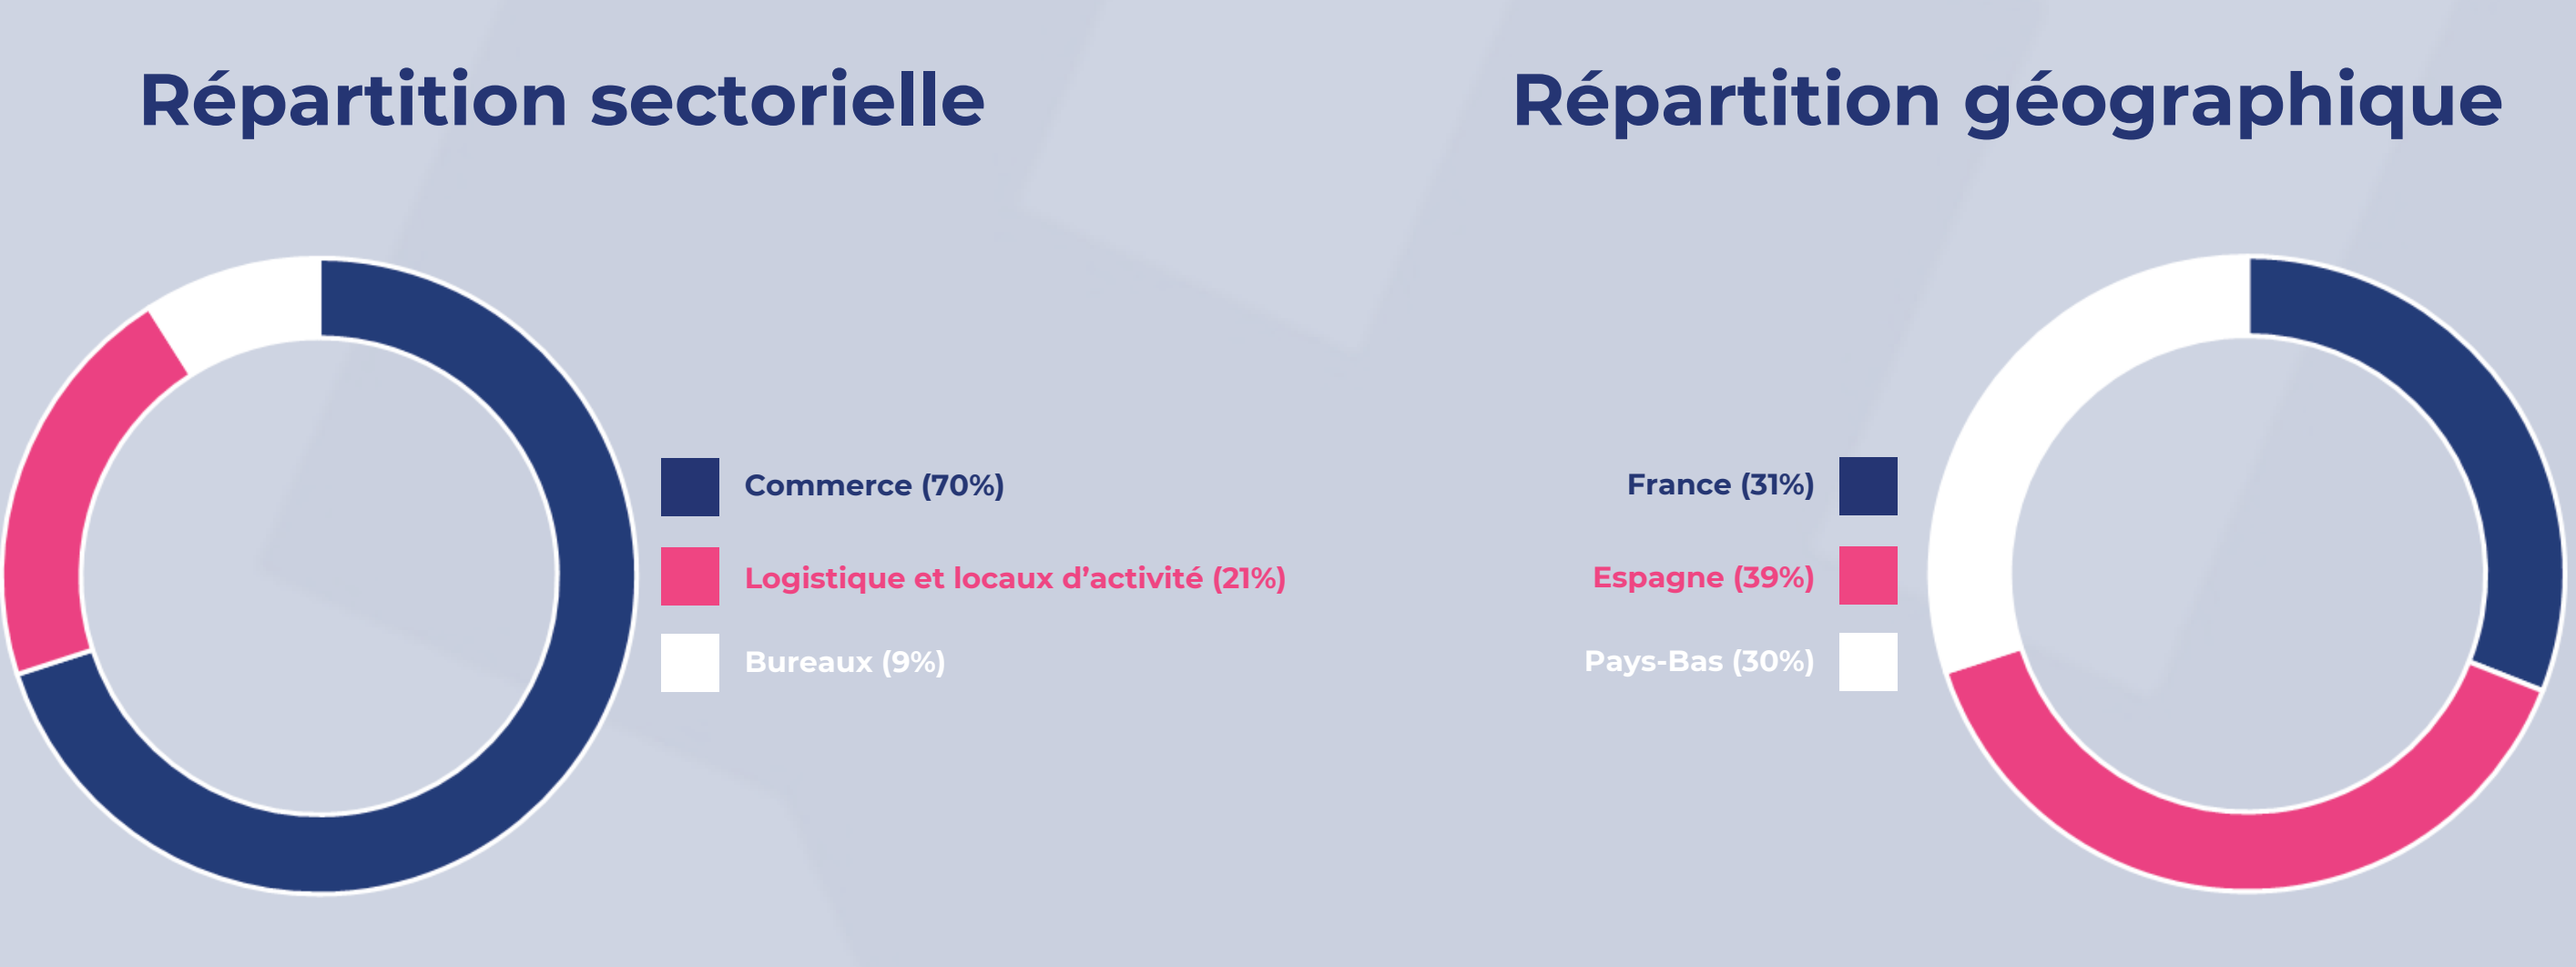 Répartition sectorielle
Commerce (70%)
Logistique et locaux d’activité (21%)
Bureaux (9%)
Répartition géographique
France (31%)
Espagne (39%)
Pays-Bas (30%)